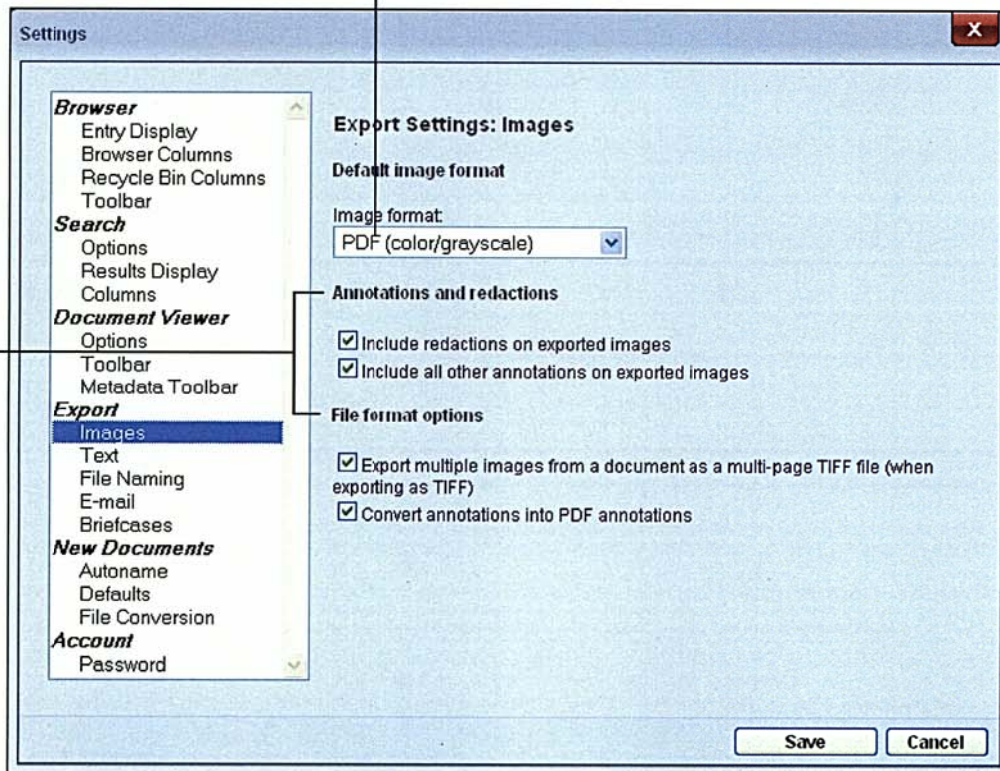 Settings
X
Browser
Entry Display
Browser Columns
Recycle Bin Columns
Toolbar
Search
Options
Results Display
Columns
Document Viewer
Options
Toolbar
Metadata Toolbar
Export
Images
Text
File Naming
E-mail
Briefcases
New Documents
Autoname
Defaults
File Conversion
Account
Password
Export Settings: Images
Default image format
Image format:
PDF (color/grayscale)
Annotations and redactions
Include redactions on exported images
Include all other annotations on exported images
File format options
Export multiple images from a document as a multi-page TIFF file (when
exporting as TIFF)
Convert annotations into PDF annotations
Save
Cancel